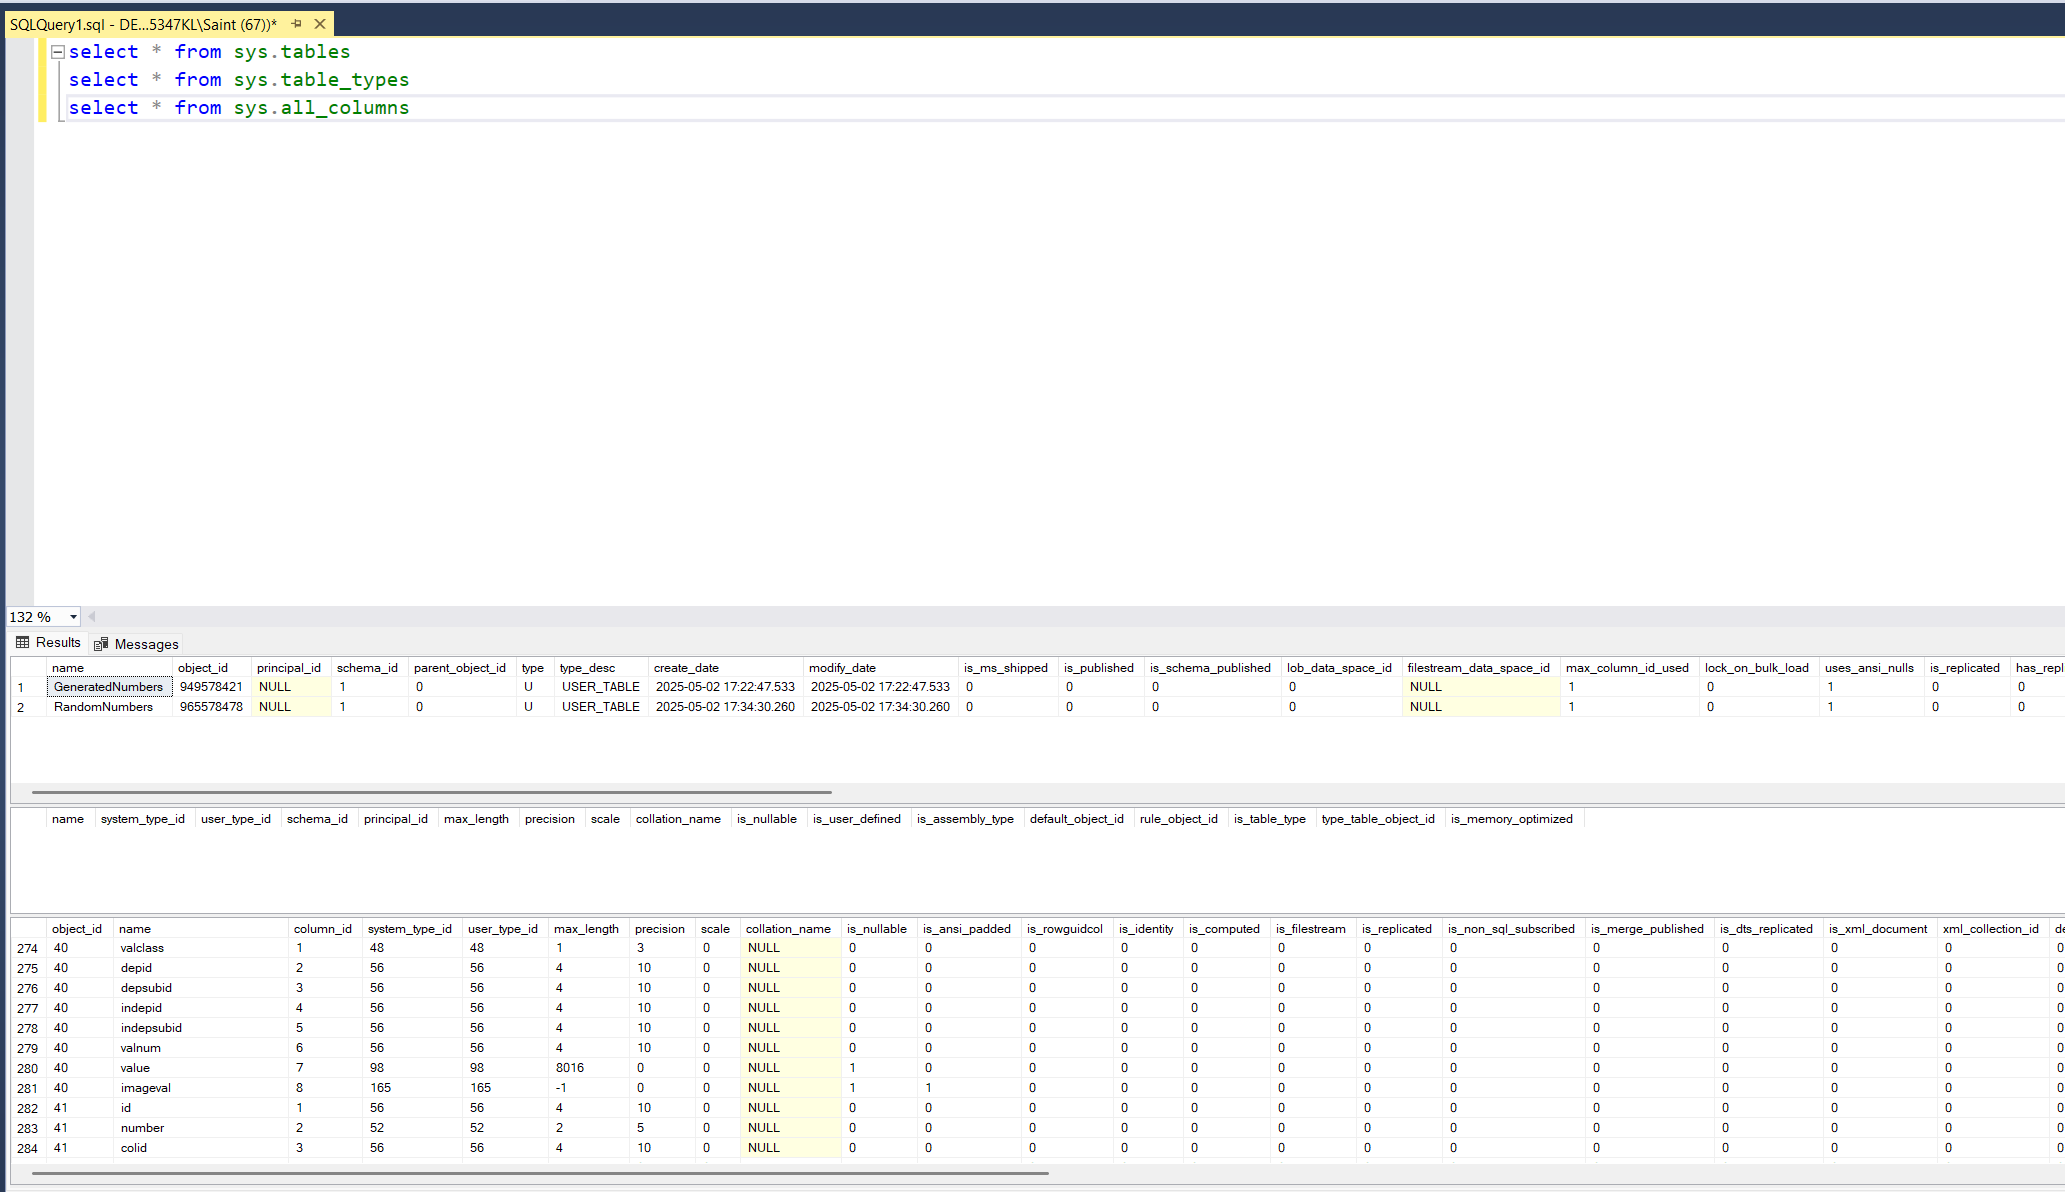 SQLQuery1.sql - DE...5347KL\Saint (67))*
select * from sys.tables
select * from sys.table_types
select * from sys.all_columns
132 %
Results Messages
name object_id principal_id schema_id parent_object_id type type_desc create_date modify_date is_ms_shipped is_published is_schema_published lob_data_space_id filestream_data_space_id max_column_id_used lock_on_bulk_load uses_ansi_nulls is_replicated has_repl
1 GeneratedNumbers 949578421 NULL 1 0 U USER_TABLE 2025-05-02 17:22:47.533 2025-05-02 17:22:47.533 0 0 0 0 NULL 1 0 1 0 0
2 RandomNumbers 965578478 NULL 1 0 U USER_TABLE 2025-05-02 17:34:30.260 2025-05-02 17:34:30.260 0 0 0 0 NULL 1 0 1 0 0
name system_type_id user_type_id schema_id principal_id max_length precision scale collation_name is_nullable is_user_defined is_assembly_type default_object_id rule_object_id is_table_type type_table_object_id is_memory_optimized
object_id name column_id system_type_id user_type_id max_length precision scale collation_name is_nullable is_ansi_padded is_rowguidcol is_identity is_computed is_filestream is_replicated is_non_sql_subscribed is_merge_published is_dts_replicated is_xml_document xml_collection_id de
274 40 valclass 1 48 48 1 3 0 NULL 0 0 0 0 0 0 0 0 0 0 0 0 0
275 40 depid 2 56 56 4 10 0 NULL 0 0 0 0 0 0 0 0 0 0 0 0 0
276 40 depsubid 3 56 56 4 10 0 NULL 0 0 0 0 0 0 0 0 0 0 0 0 0
277 40 indepid 4 56 56 4 10 0 NULL 0 0 0 0 0 0 0 0 0 0 0 0 0
278 40 indepsubid 5 56 56 4 10 0 NULL 0 0 0 0 0 0 0 0 0 0 0 0 0
279 40 valnum 6 56 56 4 10 0 NULL 0 0 0 0 0 0 0 0 0 0 0 0 0
280 40 value 7 98 98 8016 0 0 NULL 1 0 0 0 0 0 0 0 0 0 0 0 0
281 40 imageval 8 165 165 -1 0 0 NULL 1 1 0 0 0 0 0 0 0 0 0 0 0
282 41 id 1 56 56 4 10 0 NULL 0 0 0 0 0 0 0 0 0 0 0 0 0
283 41 number 2 52 52 2 5 0 NULL 0 0 0 0 0 0 0 0 0 0 0 0 0
284 41 colid 3 56 56 4 10 0 NULL 0 0 0 0 0 0 0 0 0 0 0 0 0